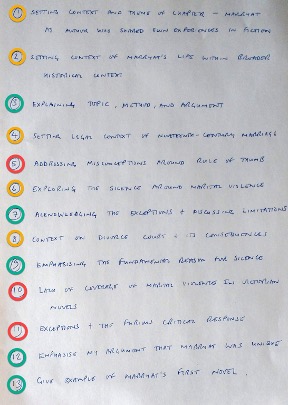 1 SETTING CONTEXT AND THEME OF CHAPTER – MARRYAT
AS AUTHOR WHO SHARED OWN EXPERIENCES IN FICTION
2 SETTING CONTEXT OF MARRYAT'S LIFE WITHIN BROADER
HISTORICAL CONTEXT
3 EXPLAINING TOPIC, METHOD, AND ARGUMENT
4 SETTING LEGAL CONTEXT OF NINETEENTH-CENTURY MARRIAGE
5 ADDRESSING MISCONCEPTIONS AROUND RULE OF THUMB
6 EXPLORING THE SILENCE AROUND MARITAL VIOLENCE
7 ACKNOWLEDGING THE EXCEPTIONS + DISCUSSING LIMITATIONS
8 CONTEXT ON DIVORCE COURT + ITS CONSEQUENCES
9 EMPHASISING THE FUNDAMENTAL REASON FOR SILENCE
10 LACK OF COVERAGE OF MARITAL VIOLENCE IN VICTORIAN
NOVELS
11 EXCEPTIONS + THE FURIOUS CRITICAL RESPONSE
12 EMPHASISE MY ARGUMENT THAT MARRYAT WAS UNIQUE
13 GIVE EXAMPLE OF MARRYAT'S FIRST NOVEL.